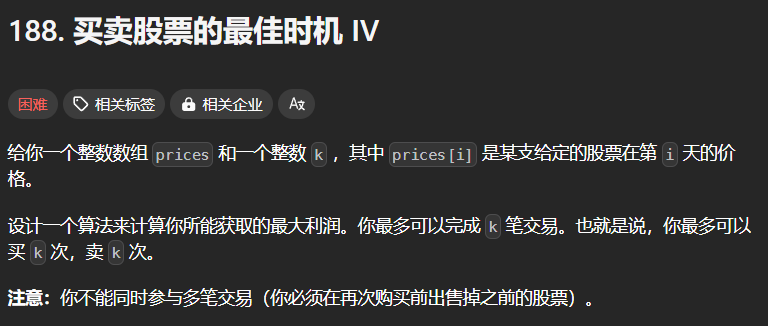 188. 买卖股票的最佳时机 IV
困难 相关标签 相关企业 Aあ
给你一个整数数组 prices 和一个整数 k ，其中 prices[i] 是某支给定的股票在第 i 天的价
格。
设计一个算法来计算你所能获取的最大利润。你最多可以完成 k 笔交易。也就是说，你最多可以
买 k 次，卖 k 次。
注意：你不能同时参与多笔交易（你必须在再次购买前出售掉之前的股票）。